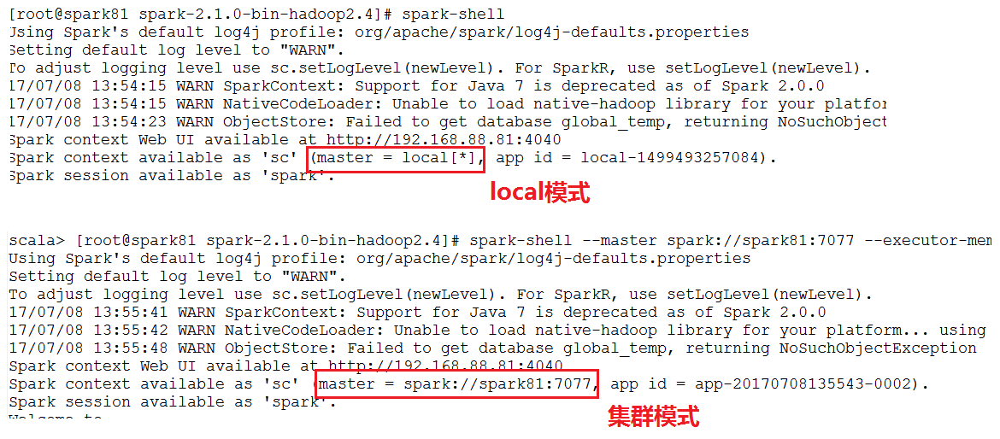 [root@spark81 spark-2.1.0-bin-hadoop2.4]# spark-shell
Using Spark's default log4j profile: org/apache/spark/log4j-defaults.properties
Setting default log level to "WARN".
To adjust logging level use sc.setLogLevel(newLevel). For SparkR, use setLogLevel(newLevel).
17/07/08 13:54:15 WARN SparkContext: Support for Java 7 is deprecated as of Spark 2.0.0
17/07/08 13:54:15 WARN NativeCodeLoader: Unable to load native-hadoop library for your platfor
17/07/08 13:54:23 WARN ObjectStore: Failed to get database global_temp, returning NoSuchObject
Spark context Web UI available at http://192.168.88.81:4040
Spark context available as 'sc' (master = local[*], app id = local-1499493257084).
Spark session available as 'spark'.
local模式
scala> [root@spark81 spark-2.1.0-bin-hadoop2.4]# spark-shell --master spark://spark81:7077 --executor-mem
Using Spark's default log4j profile: org/apache/spark/log4j-defaults.properties
Setting default log level to "WARN".
To adjust logging level use sc.setLogLevel(newLevel). For SparkR, use setLogLevel(newLevel).
17/07/08 13:55:41 WARN SparkContext: Support for Java 7 is deprecated as of Spark 2.0.0
17/07/08 13:55:42 WARN NativeCodeLoader: Unable to load native-hadoop library for your platform... using
17/07/08 13:55:48 WARN ObjectStore: Failed to get database global_temp, returning NoSuchObjectException
Spark context Web UI available at http://192.168.88.81:4040
Spark context available as 'sc' (master = spark://spark81:7077, app id = app-20170708135543-0002).
Spark session available as 'spark'.
Welcome to
集群模式